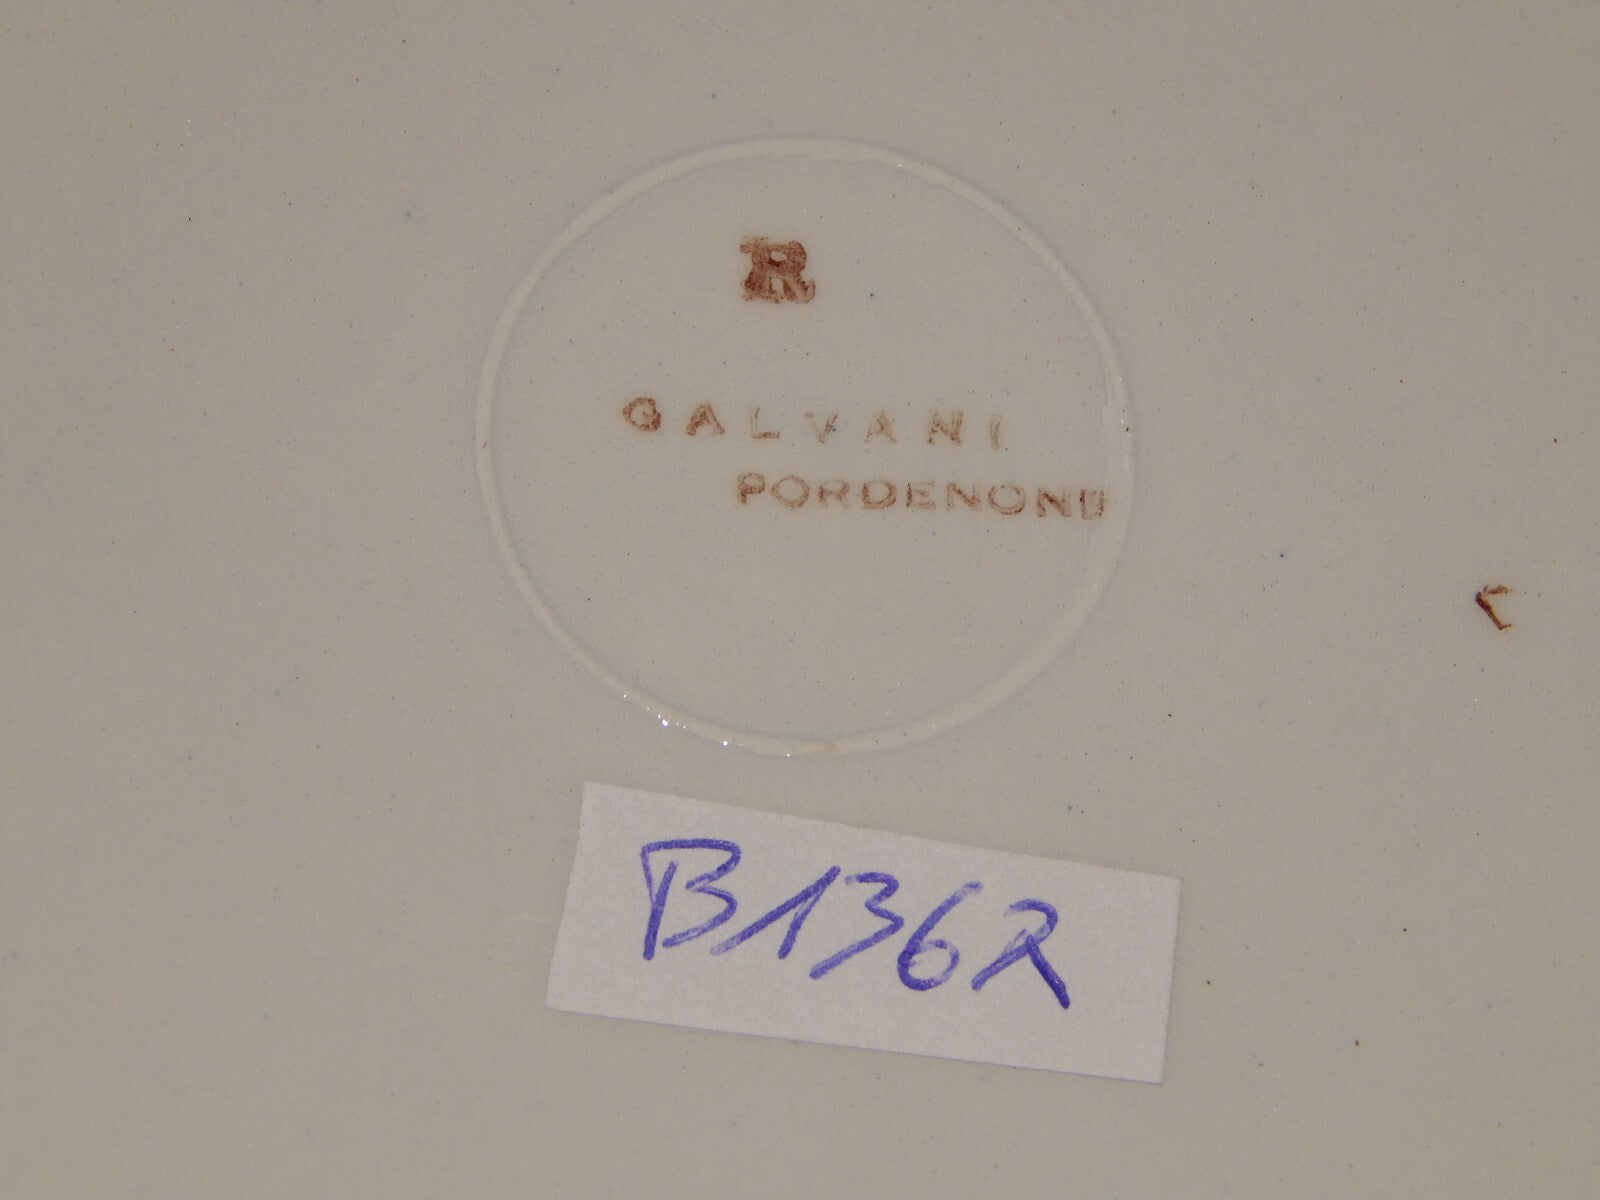 R
GALVANI
PORDENONE
B1362